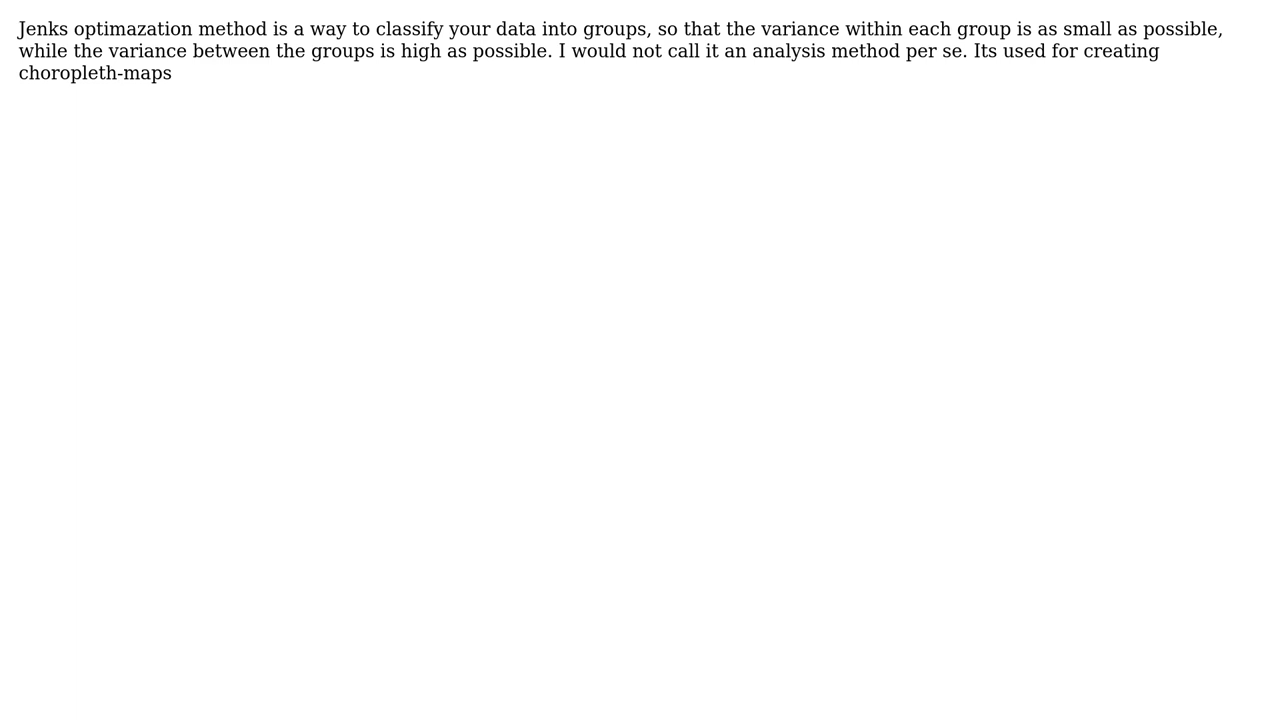 Jenks optimazation method is a way to classify your data into groups, so that the variance within each group is as small as possible,
while the variance between the groups is high as possible. I would not call it an analysis method per se. Its used for creating
choropleth-maps